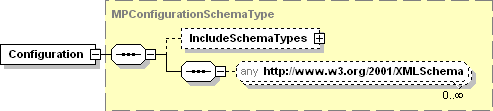 MPConfigurationSchemaType
IncludeSchemaTypes
Configuration
any http://www.w3.org/2001/XMLSchema
0..∞